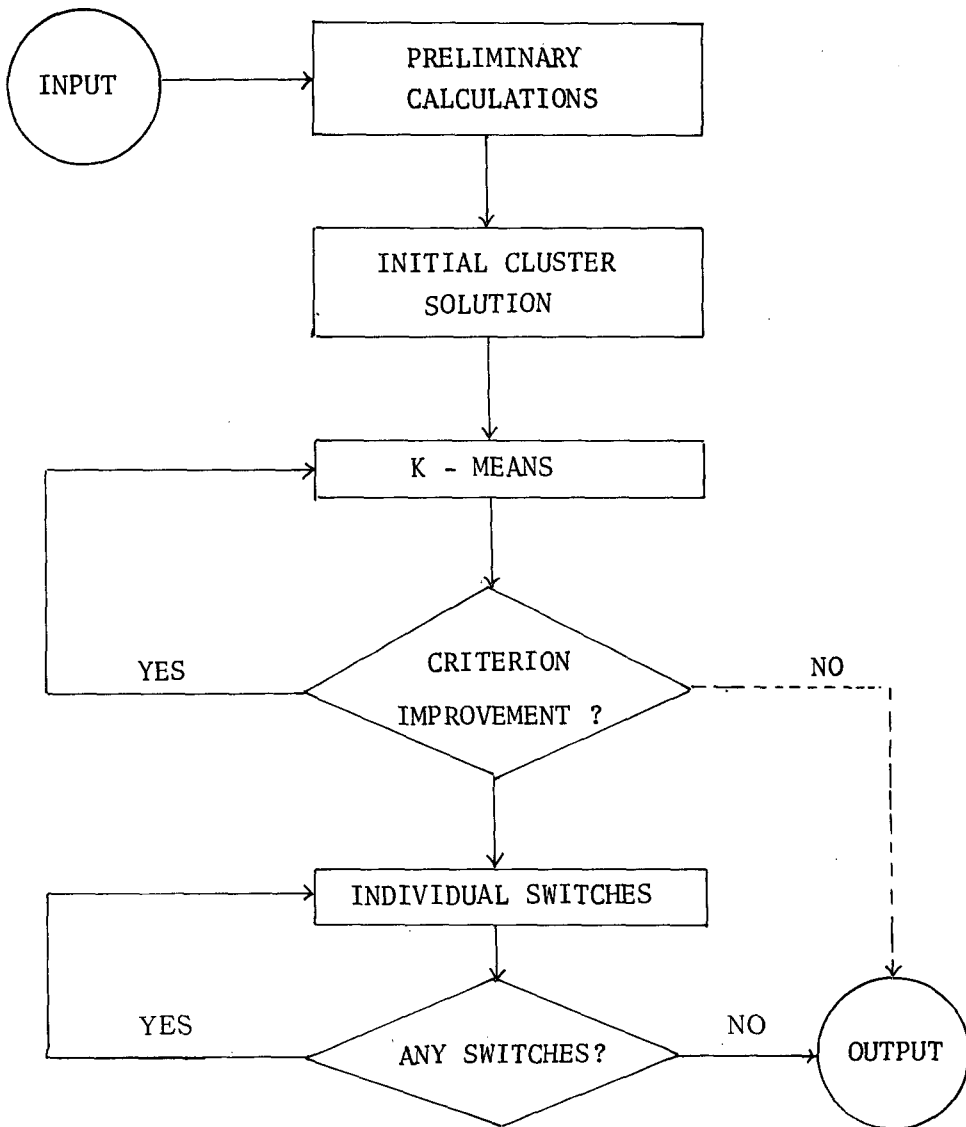 INPUT
PRELIMINARY
CALCULATIONS
INITIAL CLUSTER
SOLUTION
K - MEANS
CRITERION
IMPROVEMENT ?
YES
NO
INDIVIDUAL SWITCHES
ANY SWITCHES?
YES
NO
OUTPUT